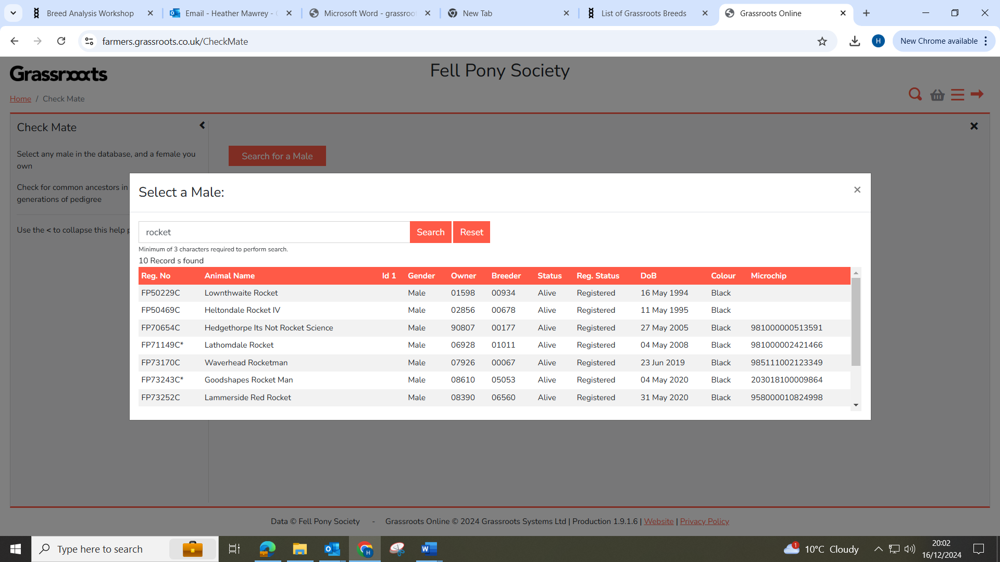 Breed Analysis Workshop
Email - Heather Mawrey -
Microsoft Word - grassroo
New Tab
List of Grassroots Breeds
Grassroots Online
farmers.grassroots.co.uk/CheckMate
H
New Chrome available
Grassroots
Fell Pony Society
Home / Check Mate
Check Mate
Select any male in the database, and a female you
own
Check for common ancestors in
generations of pedigree
Use the < to collapse this help
Search for a Male
Select a Male:
rocket
Search
Reset
Minimum of 3 characters required to perform search.
10 Record s found
Reg. No Animal Name Id 1 Gender Owner Breeder Status Reg. Status DoB Colour Microchip
FP50229C Lownthwaite Rocket Male 01598 00934 Alive Registered 16 May 1994 Black
FP50469C Heltondale Rocket IV Male 02856 00678 Alive Registered 11 May 1995 Black
FP70654C Hedgethorpe Its Not Rocket Science Male 90807 00177 Alive Registered 27 May 2005 Black 981000000513591
FP71149C* Lathomdale Rocket Male 06928 01011 Alive Registered 04 May 2008 Black 981000002421466
FP73170C Waverhead Rocketman Male 07926 00067 Alive Registered 23 Jun 2019 Black 985111002123349
FP73243C* Goodshapes Rocket Man Male 08610 05053 Alive Registered 04 May 2020 Black 203018100009864
FP73252C Lammerside Red Rocket Male 08390 06560 Alive Registered 31 May 2020 Black 958000010824998
Data © Fell Pony Society - Grassroots Online © 2024 Grassroots Systems Ltd | Production 1.9.1.6 | Website | Privacy Policy
Type here to search
1
10°C Cloudy
20:02
16/12/2024